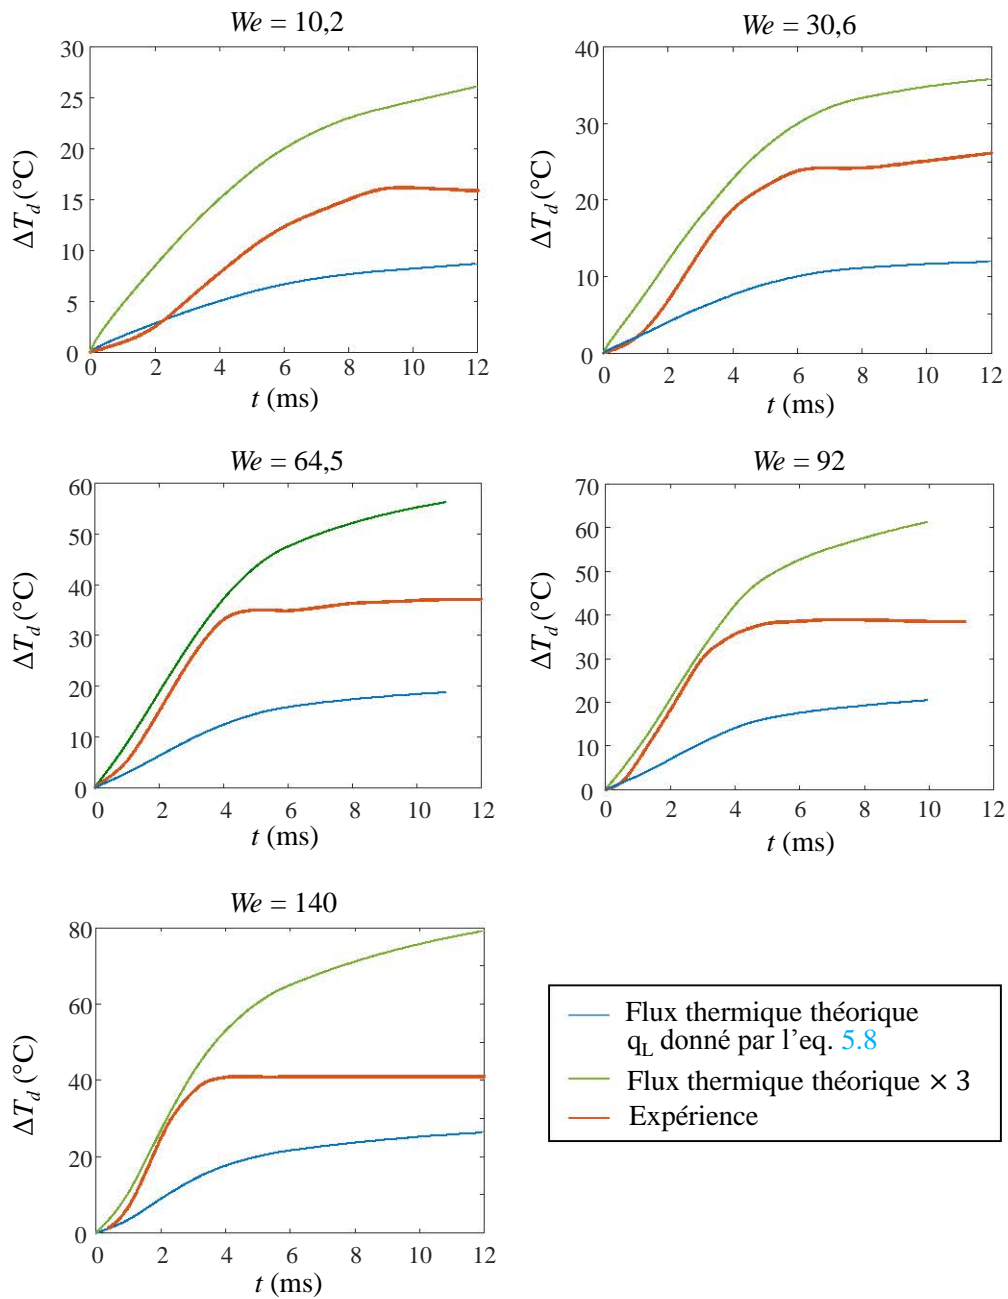 We = 10,2
30
25
20
15
10
5
0
ΔT_d (°C)
0 2 4 6 8 10 12
t (ms)
We = 30,6
40
30
20
10
0
ΔT_d (°C)
0 2 4 6 8 10 12
t (ms)
We = 64,5
60
50
40
30
20
10
0
ΔT_d (°C)
0 2 4 6 8 10 12
t (ms)
We = 92
70
60
50
40
30
20
10
0
ΔT_d (°C)
0 2 4 6 8 10 12
t (ms)
We = 140
80
60
40
20
0
ΔT_d (°C)
0 2 4 6 8 10 12
t (ms)
Flux thermique théorique
q_L donné par l'eq. 5.8
Flux thermique théorique × 3
Expérience